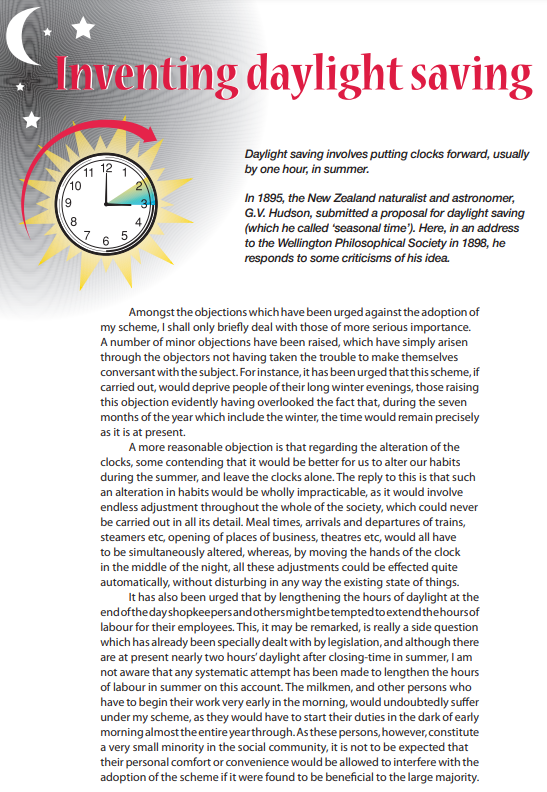 Inventing daylight saving
12
1
2
3
4
5
6
7
8
9
10
11
Daylight saving involves putting clocks forward, usually
by one hour, in summer.
In 1895, the New Zealand naturalist and astronomer,
G.V. Hudson, submitted a proposal for daylight saving
(which he called ‘seasonal time’). Here, in an address
to the Wellington Philosophical Society in 1898, he
responds to some criticisms of his idea.
Amongst the objections which have been urged against the adoption of
my scheme, I shall only briefly deal with those of more serious importance.
A number of minor objections have been raised, which have simply arisen
through the objectors not having taken the trouble to make themselves
conversant with the subject. For instance, it has been urged that this scheme, if
carried out, would deprive people of their long winter evenings, those raising
this objection evidently having overlooked the fact that, during the seven
months of the year which include the winter, the time would remain precisely
as it is at present.
A more reasonable objection is that regarding the alteration of the
clocks, some contending that it would be better for us to alter our habits
during the summer, and leave the clocks alone. The reply to this is that such
an alteration in habits would be wholly impracticable, as it would involve
endless adjustment throughout the whole of the society, which could never
be carried out in all its detail. Meal times, arrivals and departures of trains,
steamers etc, opening of places of business, theatres etc, would all have
to be simultaneously altered, whereas, by moving the hands of the clock
in the middle of the night, all these adjustments could be effected quite
automatically, without disturbing in any way the existing state of things.
It has also been urged that by lengthening the hours of daylight at the
end of the day shopkeepers and others might be tempted to extend the hours of
labour for their employees. This, it may be remarked, is really a side question
which has already been specially dealt with by legislation, and although there
are at present nearly two hours’ daylight after closing-time in summer, I am
not aware that any systematic attempt has been made to lengthen the hours
of labour in summer on this account. The milkmen, and other persons who
have to begin their work very early in the morning, would undoubtedly suffer
under my scheme, as they would have to start their duties in the dark of early
morning almost the entire year through. As these persons, however, constitute
a very small minority in the social community, it is not to be expected that
their personal comfort or convenience would be allowed to interfere with the
adoption of the scheme if it were found to be beneficial to the large majority.